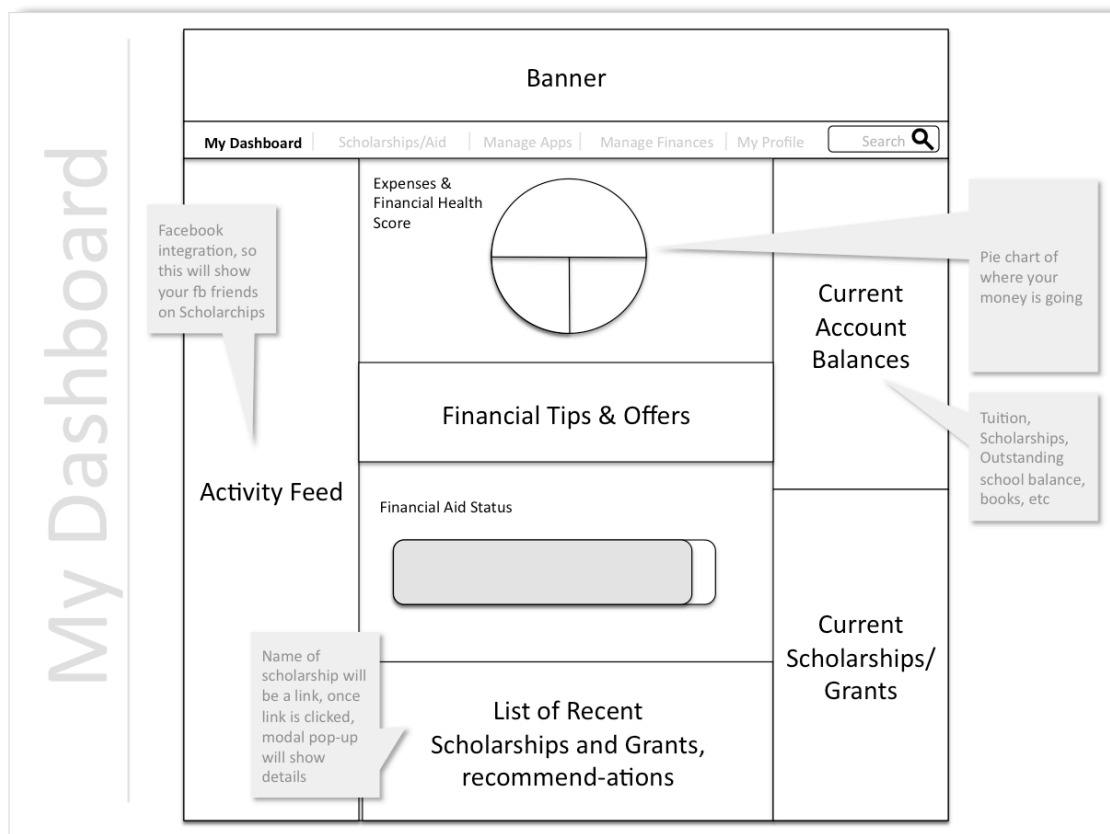 My Dashboard
Banner
My Dashboard
Scholarships/Aid
Manage Apps
Manage Finances
My Profile
Search
Expenses &
Financial Health
Score
Facebook
integration, so
this will show
your fb friends
on Scholarchips
Pie chart of
where your
money is going
Current
Account
Balances
Financial Tips & Offers
Tuition,
Scholarships,
Outstanding
school balance,
books, etc
Activity Feed
Financial Aid Status
Name of
scholarship will
be a link, once
link is clicked,
modal pop-up
will show
details
Current
Scholarships/
Grants
List of Recent
Scholarships and Grants,
recommend-ations